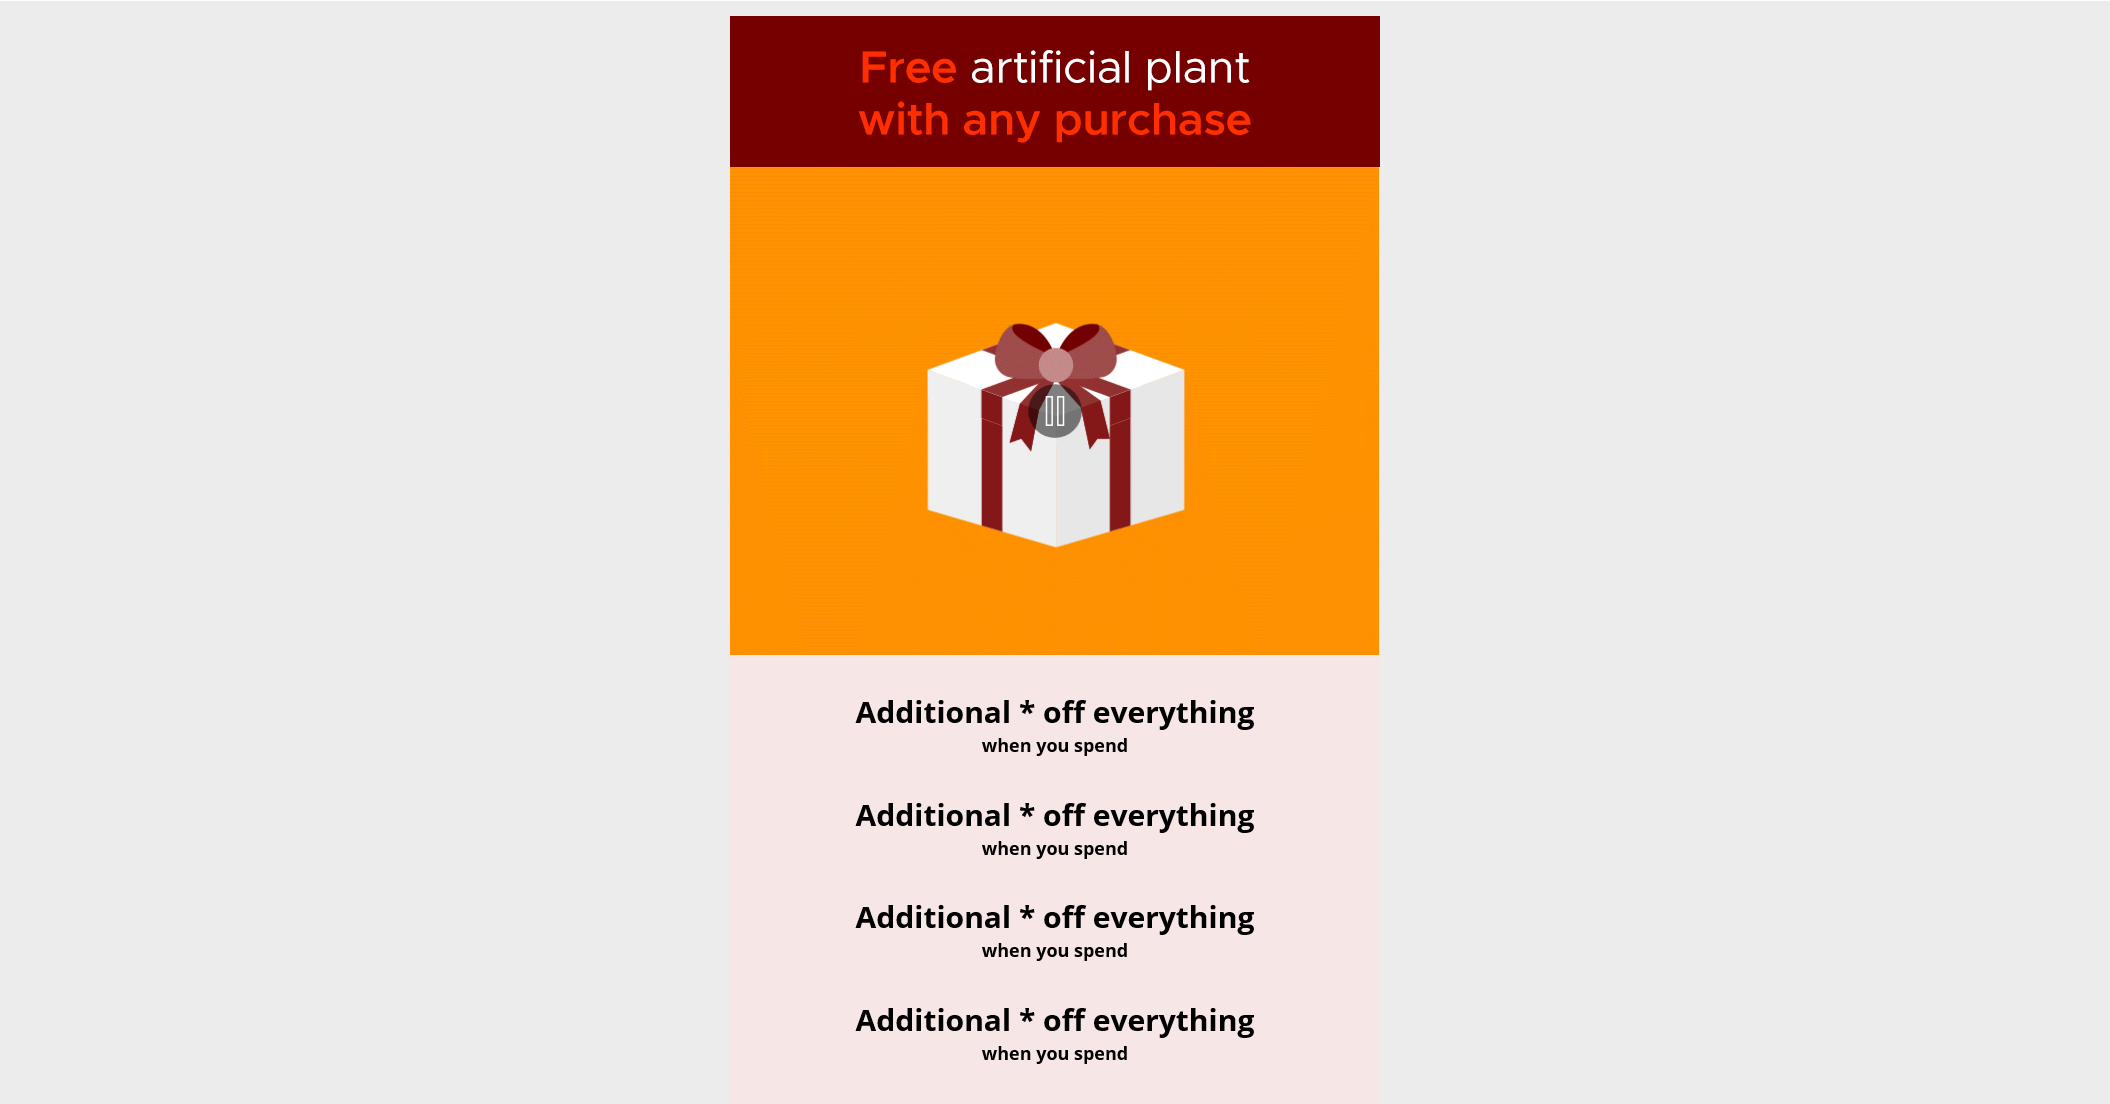 Free artificial plant
with any purchase
Additional * off everything
when you spend
Additional * off everything
when you spend
Additional * off everything
when you spend
Additional * off everything
when you spend